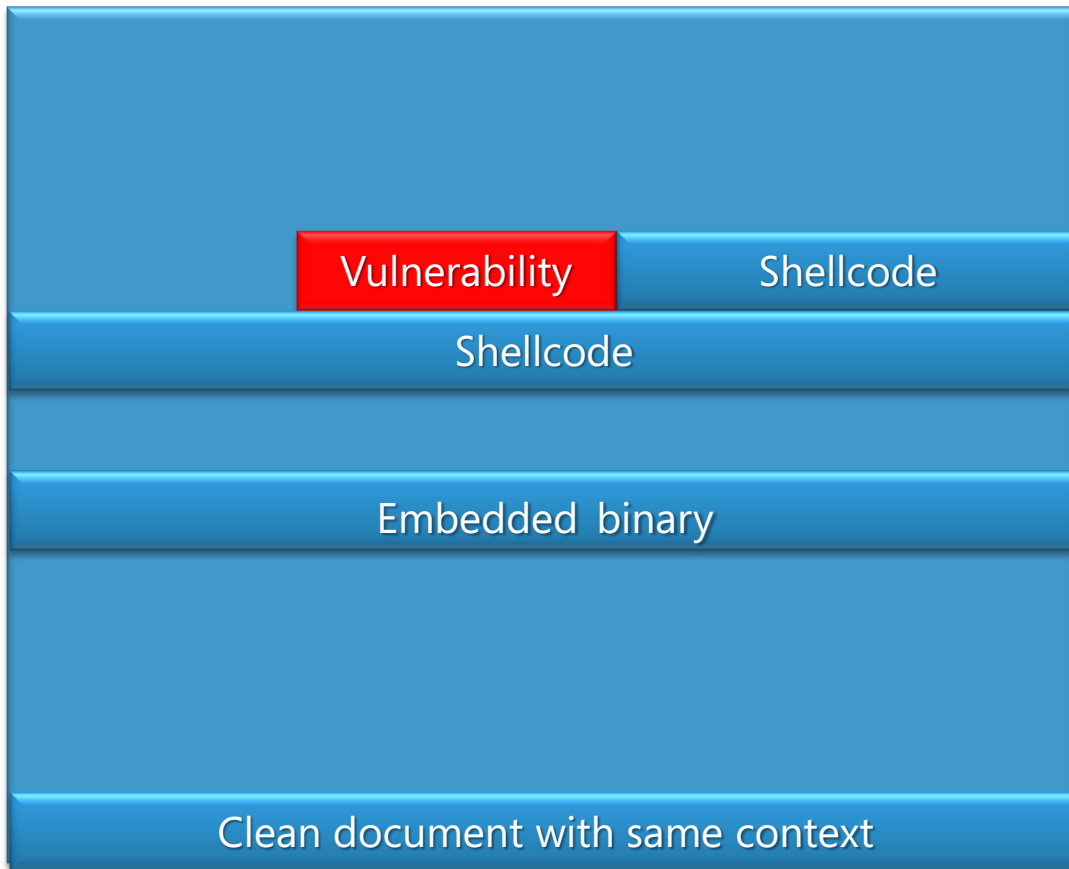 Vulnerability
Shellcode
Shellcode
Embedded binary
Clean document with same context